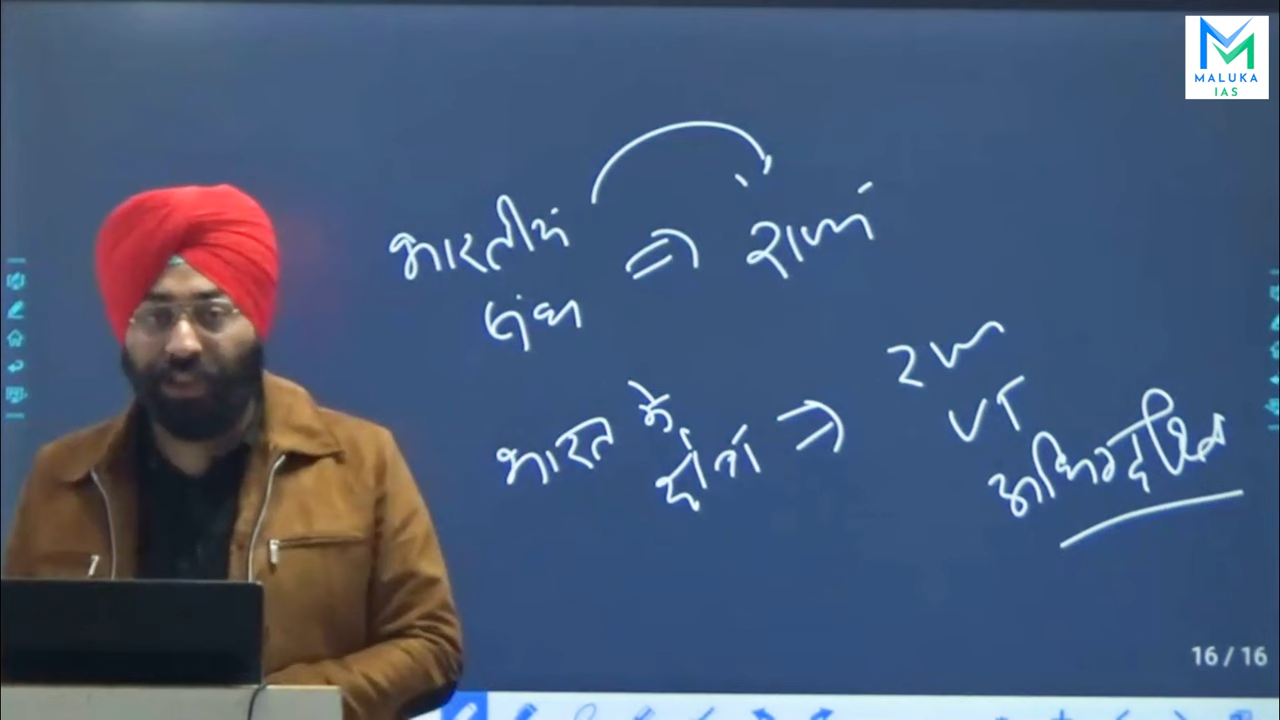 MALUKA
IAS
भारतीय ⇒ राज्य
संघ
भारत के
क्षेत्र ⇒
राज्य
UT
अधिग्रहित
16 / 16